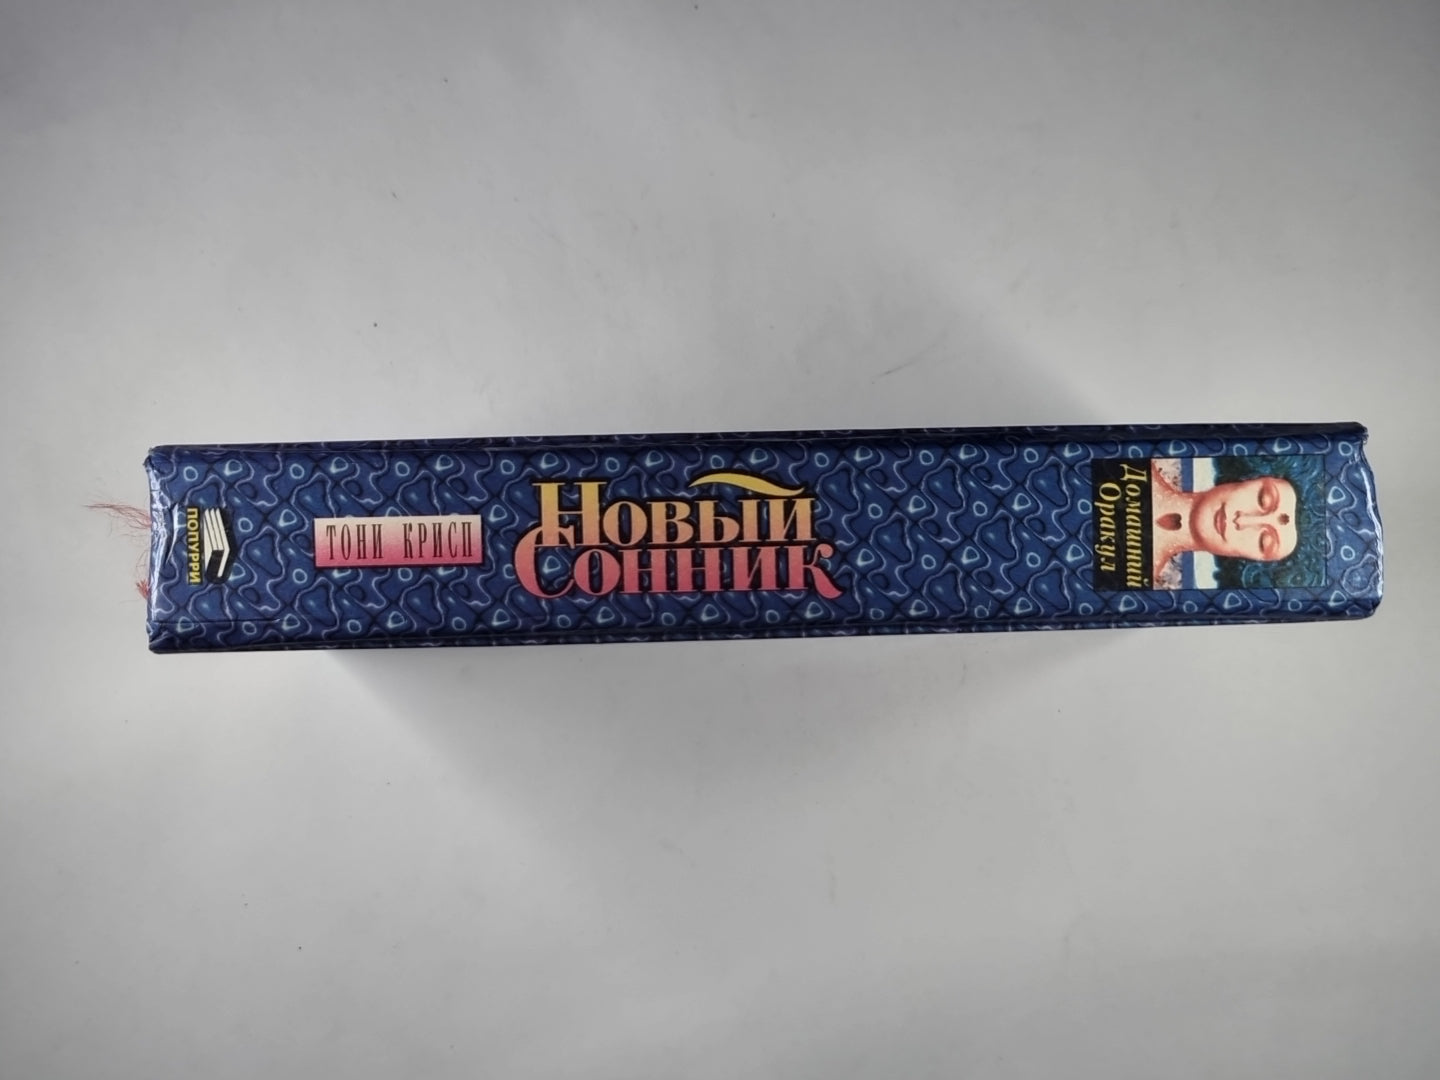 ТОНИ КРИСП
Новый
Сонник
Домашний
Оракул
ПОПУРРИ